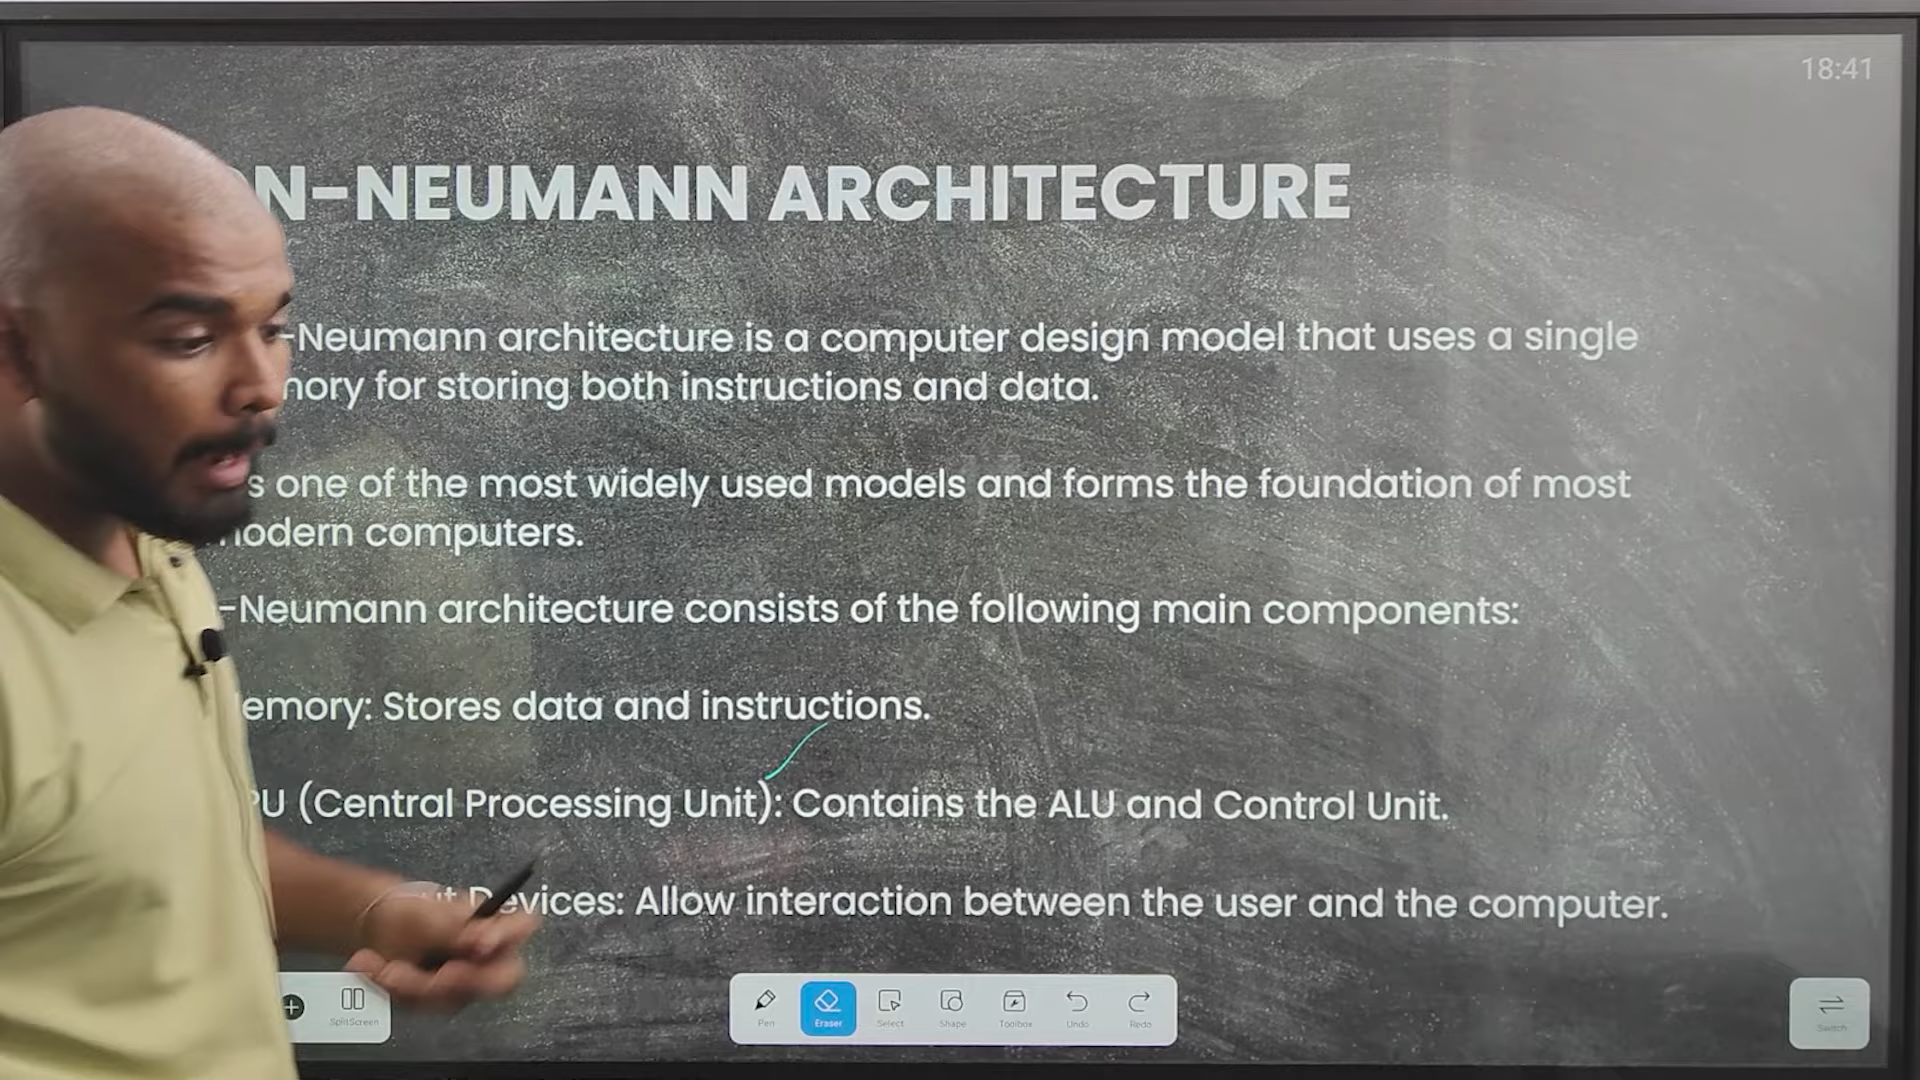 18:41
N-NEUMANN ARCHITECTURE
-Neumann architecture is a computer design model that uses a single
mory for storing both instructions and data.
s one of the most widely used models and forms the foundation of most
modern computers.
-Neumann architecture consists of the following main components:
emory: Stores data and instructions.
PU (Central Processing Unit): Contains the ALU and Control Unit.
ut Devices: Allow interaction between the user and the computer.
SplitScreen
Pen Eraser Select Shape Toolbox Undo Redo
Switch